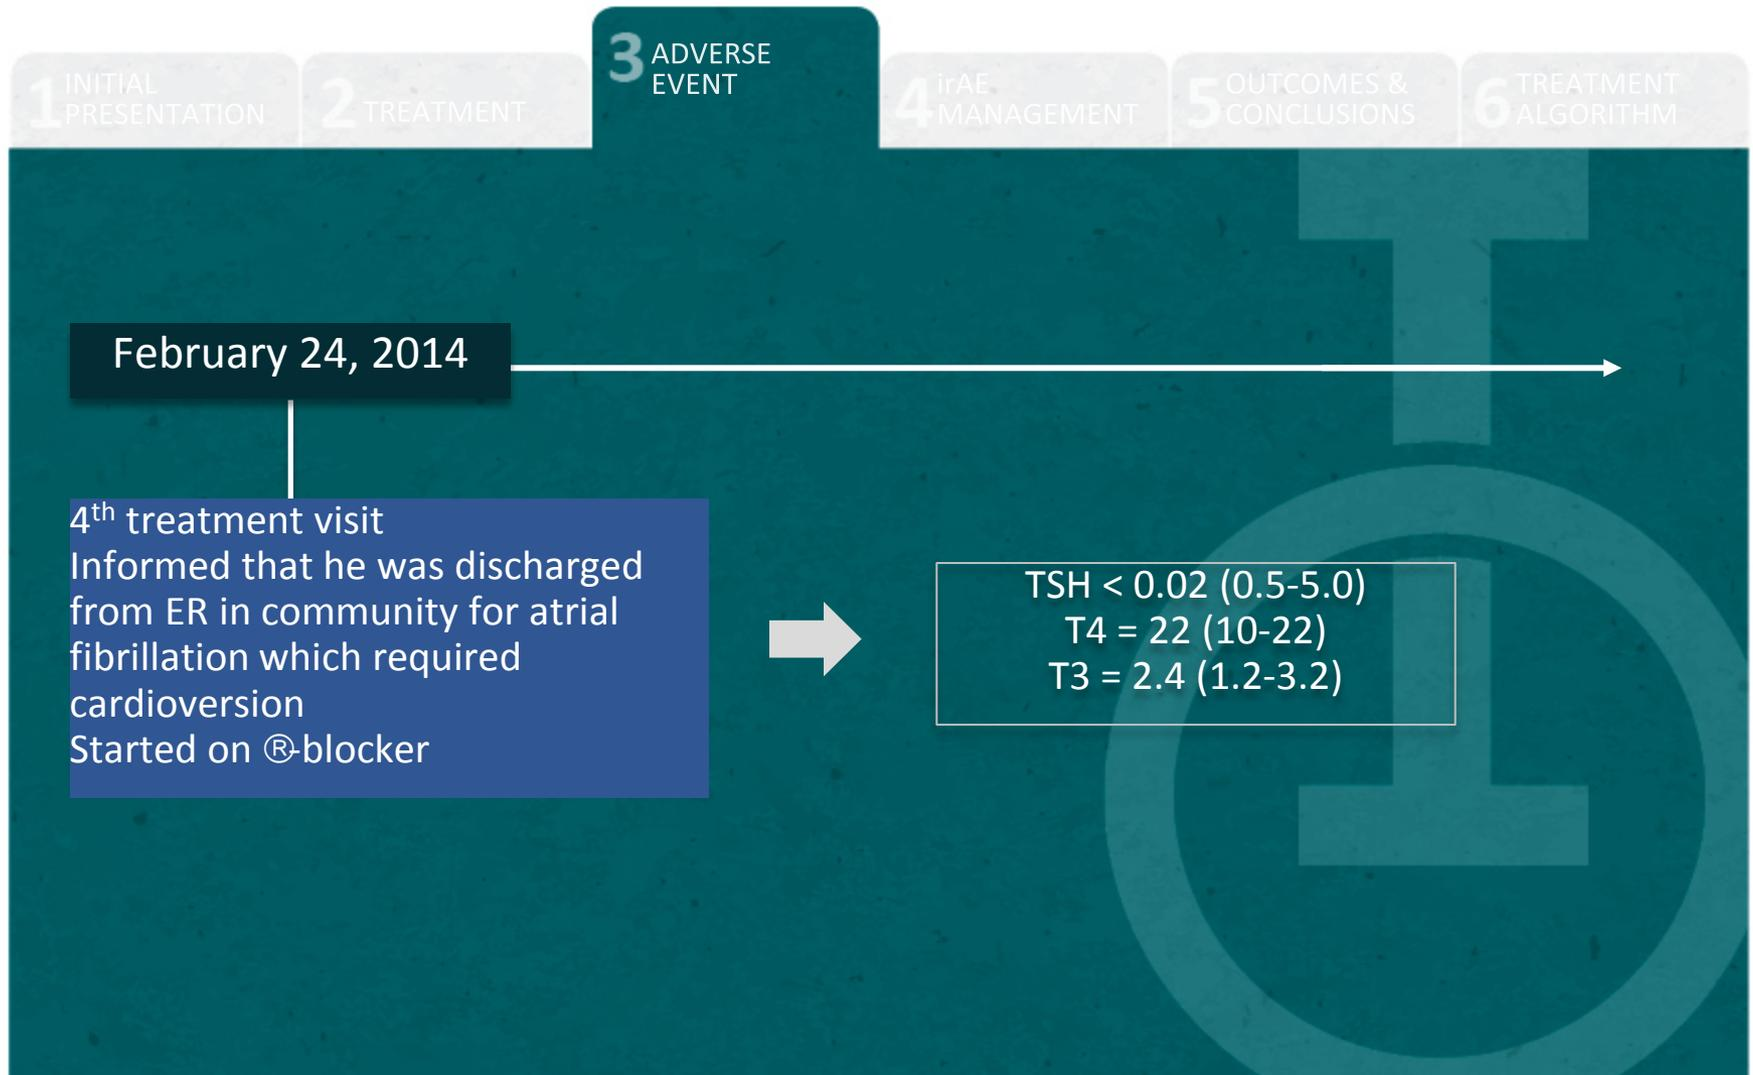 1 INITIAL
PRESENTATION
2 TREATMENT
3 ADVERSE
EVENT
4 irAE
MANAGEMENT
5 OUTCOMES &
CONCLUSIONS
6 TREATMENT
ALGORITHM
February 24, 2014
4th treatment visit
Informed that he was discharged
from ER in community for atrial
fibrillation which required
cardioversion
Started on ®-blocker
TSH < 0.02 (0.5-5.0)
T4 = 22 (10-22)
T3 = 2.4 (1.2-3.2)